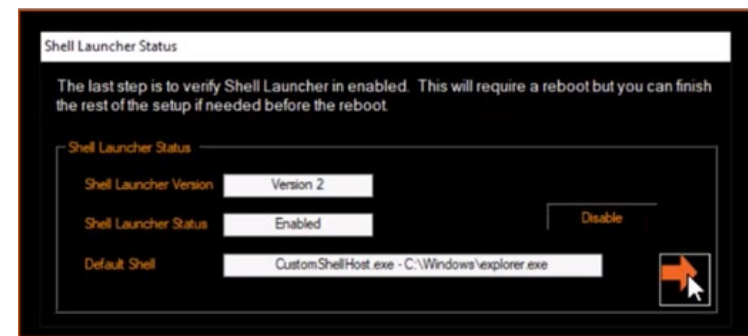 Shell Launcher Status
The last step is to verify Shell Launcher in enabled. This will require a reboot but you can finish
the rest of the setup if needed before the reboot.
Shell Launcher Status
Shell Launcher Version Version 2
Shell Launcher Status Enabled Disable
Default Shell CustomShellHost.exe - C:\Windows\explorer.exe